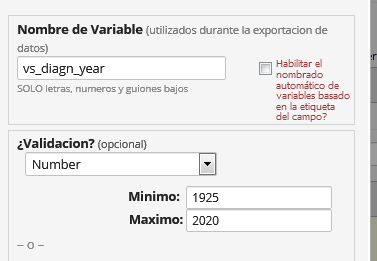 Nombre de Variable (utilizados durante la exportacion de
datos)
vs_diagn_year
SOLO letras, numeros y guiones bajos
Habilitar el
nombrado
automático de
variables basado
en la etiqueta
del campo?
¿Validacion? (opcional)
Number
Minimo: 1925
Maximo: 2020
– o –